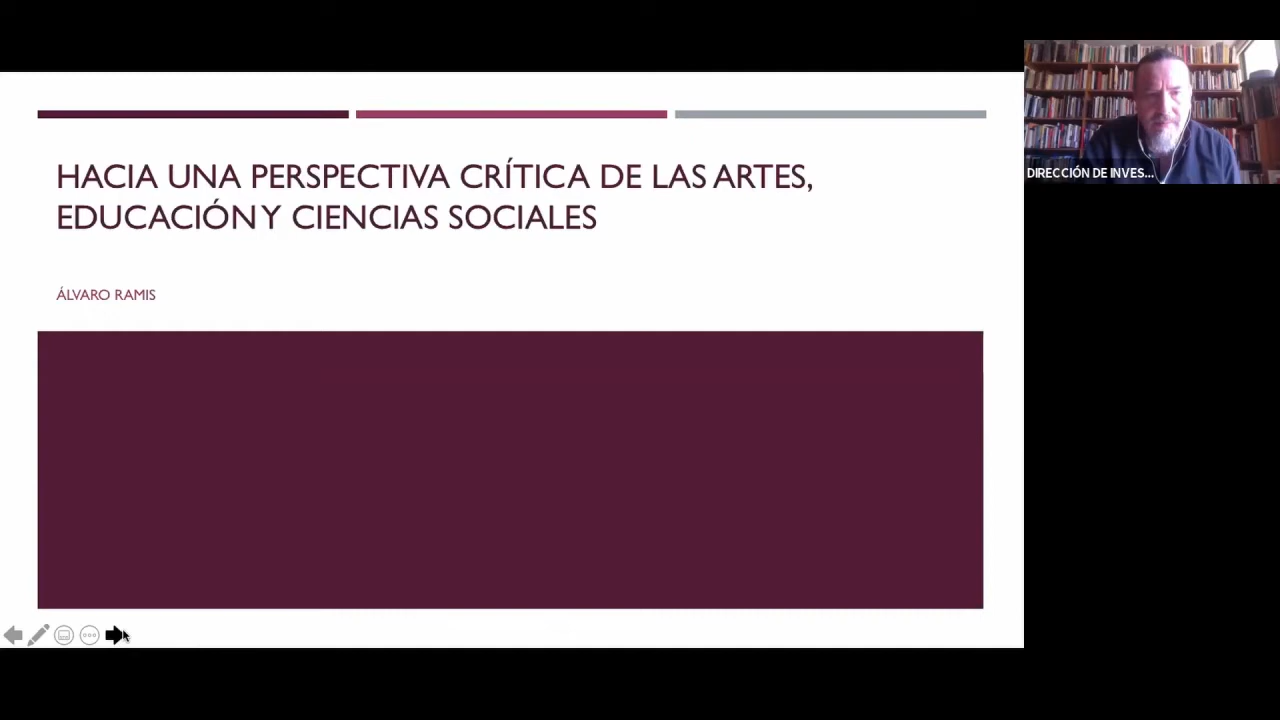 HACIA UNA PERSPECTIVA CRÍTICA DE LAS ARTES,
EDUCACIÓN Y CIENCIAS SOCIALES
ÁLVARO RAMIS
DIRECCIÓN DE INVES...